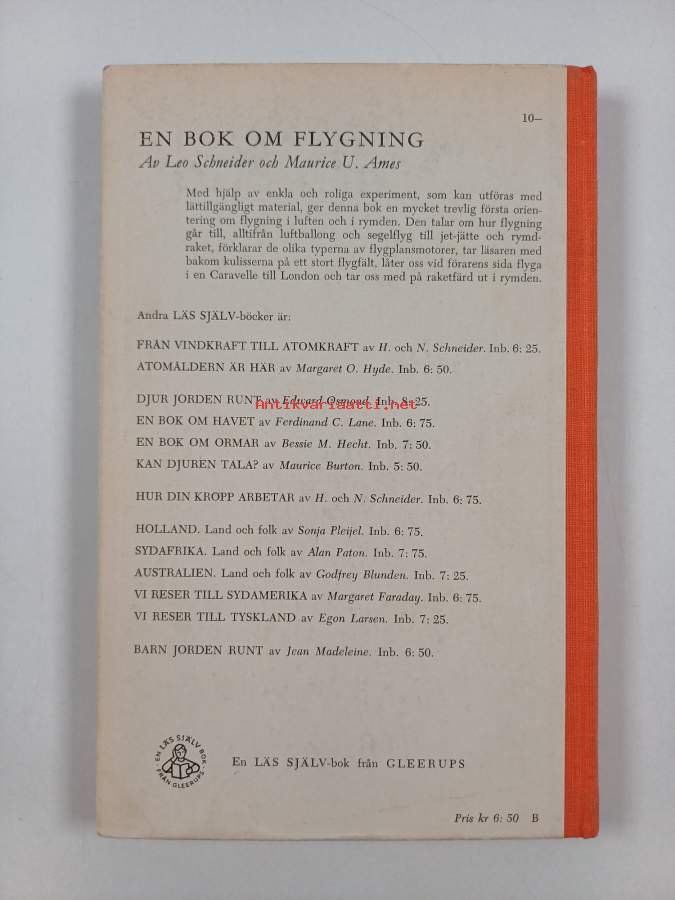 10–
EN BOK OM FLYGNING
Av Leo Schneider och Maurice U. Ames
Med hjälp av enkla och roliga experiment, som kan utföras med
lättillgängligt material, ger denna bok en mycket trevlig första orien-
tering om flygning i luften och i rymden. Den talar om hur flygning
går till, alltifrån luftballong och segelflyg till jet-jätte och rymd-
raket, förklarar de olika typerna av flygplansmotorer, tar läsaren med
bakom kulisserna på ett stort flygfält, låter oss vid förarens sida flyga
i en Caravelle till London och tar oss med på raketfärd ut i rymden.
Andra LÄS SJÄLV-böcker är:
FRÅN VINDKRAFT TILL ATOMKRAFT av H. och N. Schneider. Inb. 6: 25.
ATOMÅLDERN ÄR HÄR av Margaret O. Hyde. Inb. 6: 50.
DJUR JORDEN RUNT av Edward Osmond. Inb. 8: 25.
Antikvariaatti.net
EN BOK OM HAVET av Ferdinand C. Lane. Inb. 6: 75.
EN BOK OM ORMAR av Bessie M. Hecht. Inb. 7: 50.
KAN DJUREN TALA? av Maurice Burton. Inb. 5: 50.
HUR DIN KROPP ARBETAR av H. och N. Schneider. Inb. 6: 75.
HOLLAND. Land och folk av Sonja Pleijel. Inb. 6: 75.
SYDAFRIKA. Land och folk av Alan Paton. Inb. 7: 75.
AUSTRALIEN. Land och folk av Godfrey Blunden. Inb. 7: 25.
VI RESER TILL SYDAMERIKA av Margaret Faraday. Inb. 6: 75.
VI RESER TILL TYSKLAND av Egon Larsen. Inb. 7: 25.
BARN JORDEN RUNT av Jean Madeleine. Inb. 6: 50.
EN LÄS SJÄLV BOK
FRÅN GLEERUPS
En LÄS SJÄLV-bok från GLEERUPS
Pris kr 6: 50 B